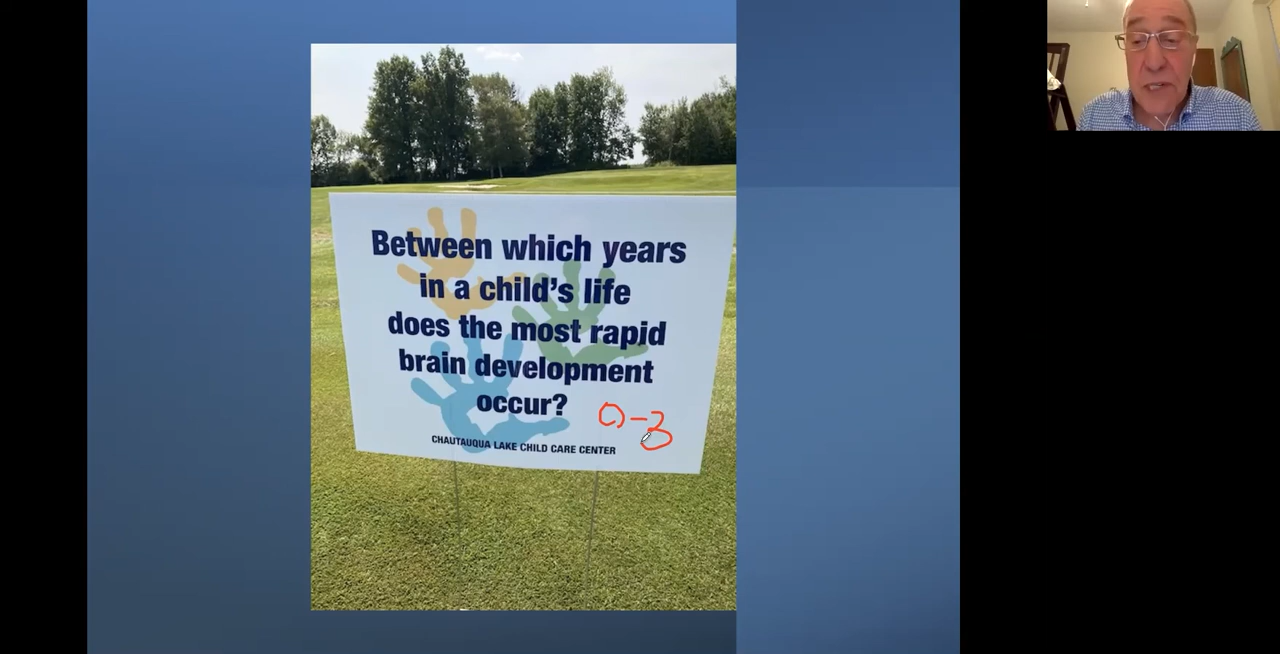 Between which years
in a child's life
does the most rapid
brain development
occur?
0-3
CHAUTAUQUA LAKE CHILD CARE CENTER